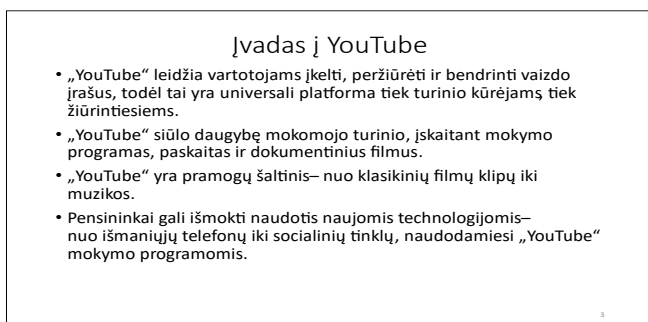 Įvadas į YouTube
• „YouTube“ leidžia vartotojams įkelti, peržiūrėti ir bendrinti vaizdo
įrašus, todėl tai yra universali platforma tiek turinio kūrėjams, tiek
žiūrintiesiems.
• „YouTube“ siūlo daugybę mokomojo turinio, įskaitant mokymo
programas, paskaitas ir dokumentinius filmus.
• „YouTube“ yra pramogų šaltinis– nuo klasikinių filmų klipų iki
muzikos.
• Pensininkai gali išmokti naudotis naujomis technologijomis–
nuo išmaniųjų telefonų iki socialinių tinklų, naudodamiesi „YouTube“
mokymo programomis.
3